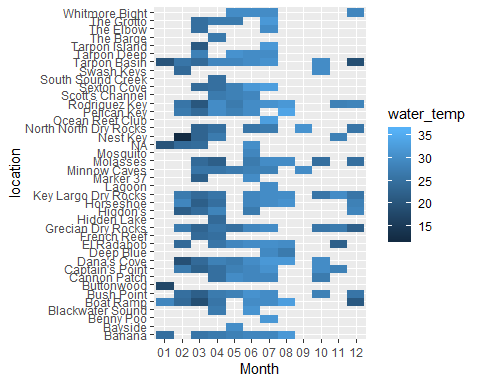 Whitmore Bight
The Grotto
The Elbow
The Barge
Tarpon Island
Tarpon Deep
Tarpon Basin
Swash Keys
South Sound Creek
Sexton Cove
Scott's Channel
Rodriguez Key
Pelican Key
Ocean Reef Club
North North Dry Rocks
Nest Key
NA
Mosquito
Molasses
Minnow Caves
Marker 37
Lagoon
Key Largo Dry Rocks
Horseshoe
Higdon's
Hidden Lake
Grecian Dry Rocks
French Reef
El Radabob
Deep Blue
Dana's Cove
Captain's Point
Cannon Patch
Buttonwood
Bush Point
Boat Ramp
Blackwater Sound
Benny Poo
Bayside
Banana
location
01 02 03 04 05 06 07 08 09 10 11 12
Month
water_temp
35
30
25
20
15